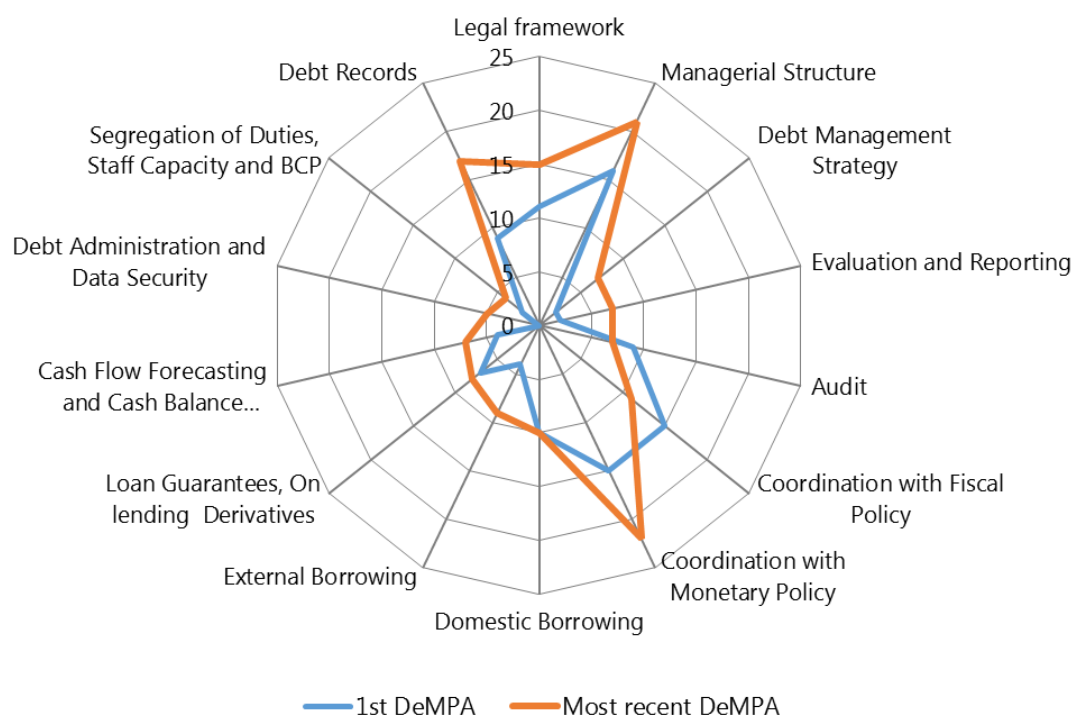 Legal framework
25
Debt Records
Managerial Structure
20
Segregation of Duties,
Staff Capacity and BCP
Debt Management
Strategy
15
10
Debt Administration and
Data Security
Evaluation and Reporting
5
0
Cash Flow Forecasting
and Cash Balance...
Audit
Loan Guarantees, On
lending  Derivatives
Coordination with Fiscal
Policy
External Borrowing
Coordination with
Monetary Policy
Domestic Borrowing
1st DeMPA
Most recent DeMPA